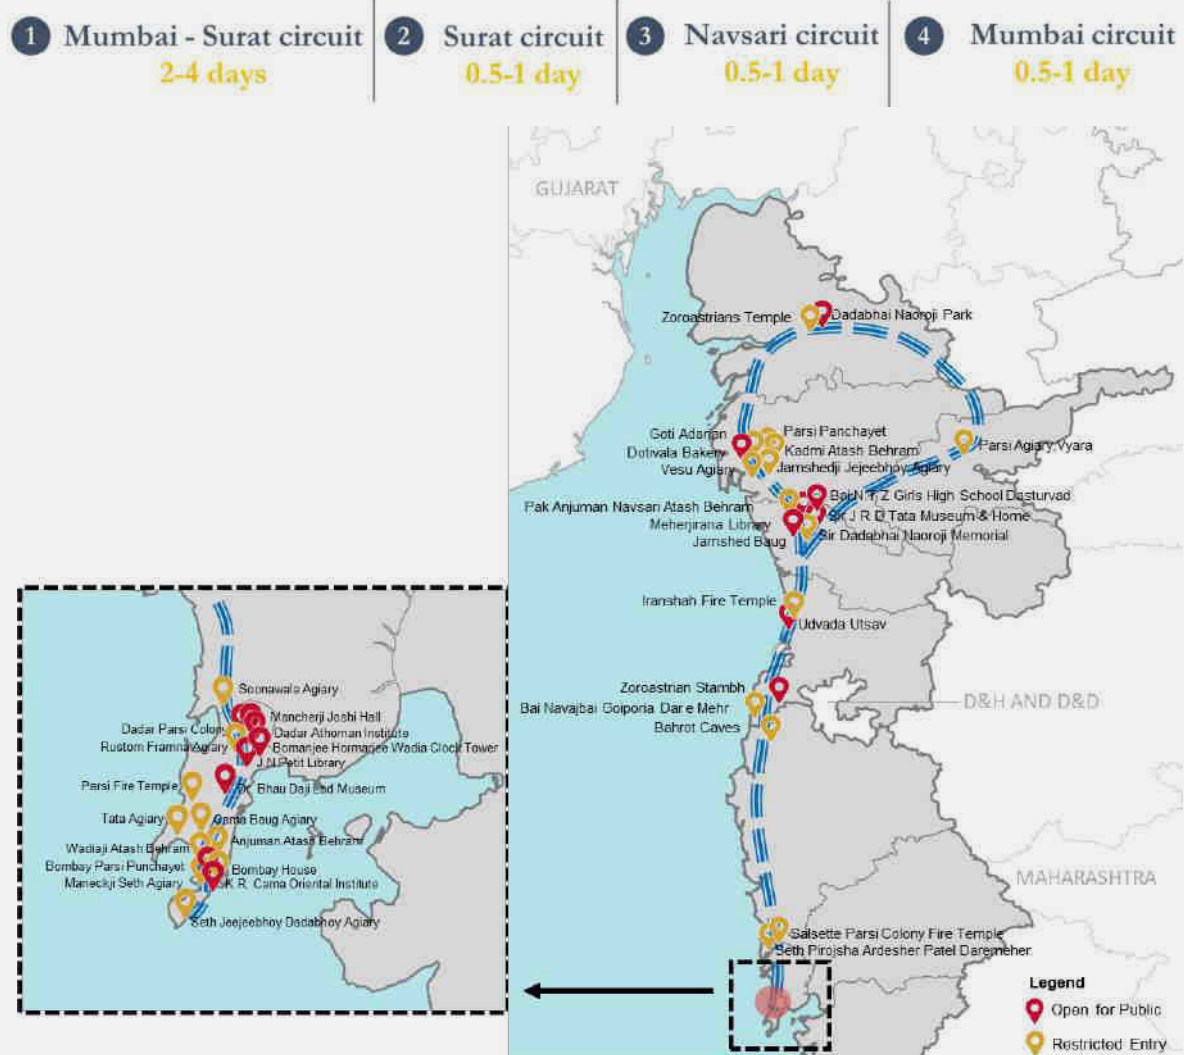 1 Mumbai - Surat circuit
2-4 days
2 Surat circuit
0.5-1 day
3 Navsari circuit
0.5-1 day
4 Mumbai circuit
0.5-1 day
GUJARAT
Zoroastrians Temple
Dadabhai Naoroji Park
Goti Adarian
Parsi Panchayet
Dotivala Bakery
Kadmi Atash Behram
Parsi Agiary,Vyara
Vesu Agiary
Jamshedji Jejeebhoy Agiary
Bai N T Z Girls High School Dasturvad
Pak Anjuman Navsari Atash Behram
Sir J R D Tata Museum & Home
Meherjirana Library
Sir Dadabhai Naoroji Memorial
Jamshed Baug
Iranshah Fire Temple
Udvada Utsav
Zoroastrian Stambh
D&H AND D&D
Bai Navajbai Goiporia Dar e Mehr
Bahrot Caves
MAHARASHTRA
Salsette Parsi Colony Fire Temple
Seth Pirojsha Ardesher Patel Daremeher
Soonawala Agiary
Mancherji Joshi Hall
Dadar Parsi Colony
Dadar Athornan Institute
Rustom Framna Agiary
Bomanjee Hormarjee Wadia Clock Tower
J N Petit Library
Parsi Fire Temple
Dr. Bhau Daji Lad Museum
Tata Agiary
Cama Baug Agiary
Anjuman Atash Behram
Wadiaji Atash Behram
Bombay Parsi Punchayet
Bombay House
Maneckji Seth Agiary
K R Cama Oriental Institute
Seth Jeejeebhoy Dadabhoy Agiary
Legend
Open for Public
Restricted Entry